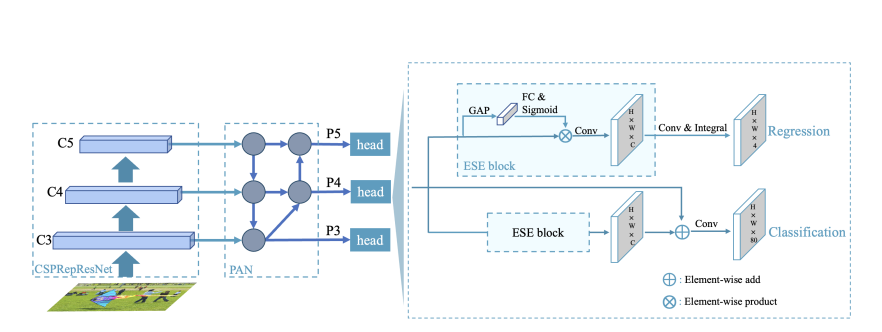 C5
C4
C3
CSPRepResNet
PAN
P5
P4
P3
head
head
head
GAP
FC &
Sigmoid
Conv
H
×
W
×
C
ESE block
Conv & Integral
H
×
W
×
4
Regression
ESE block
H
×
W
×
C
Conv
H
×
W
×
80
Classification
: Element-wise add
: Element-wise product